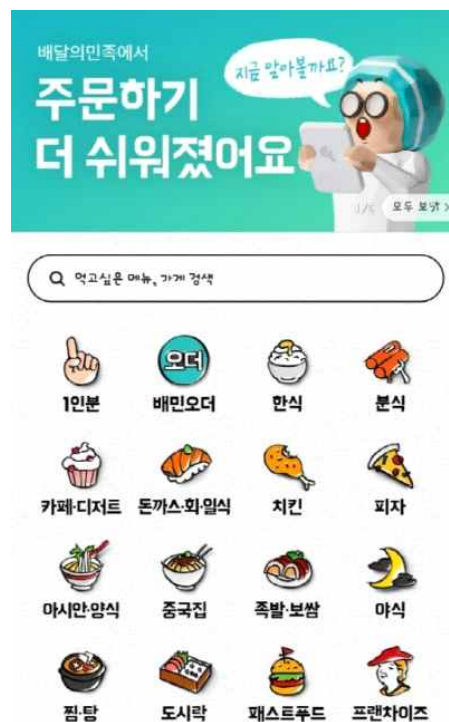 배달의민족에서
지금 알아볼까요?
주문하기
더 쉬워졌어요
모두 보기 >
먹고싶은 메뉴, 가게 검색
오더
1인분 배민오더 한식 분식
카페·디저트 돈까스·회·일식 치킨 피자
아시안·양식 중국집 족발·보쌈 야식
찜·탕 도시락 패스트푸드 프랜차이즈